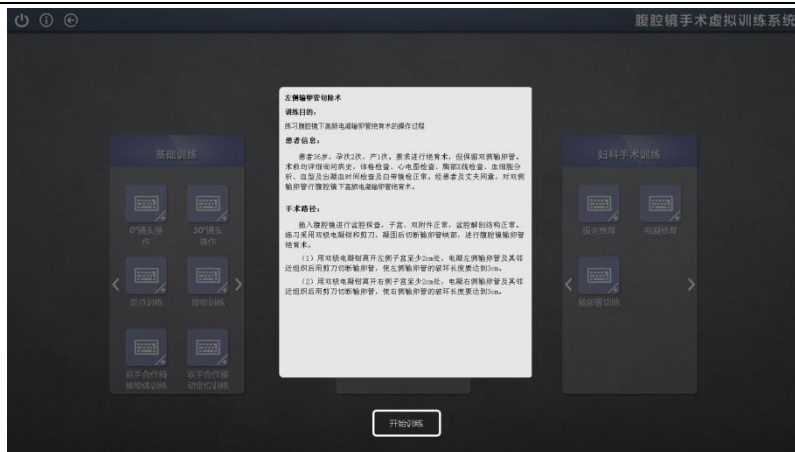 腹腔镜手术虚拟训练系统
基础训练
0°镜头操
作
30°镜头
操作
定点训练
双手合作转
换物体训练
双手合作移
动定位训练
左侧输卵管切除术
训练目的：
练习腹腔镜下高频电凝输卵管绝育术的操作过程
患者信息：
患者36岁，孕次2次，产1次。要求进行绝育术，但保留双侧输卵管。
术前均详细询问病史，体格检查、心电图检查、胸部X线检查、血细胞分
析、血型及出凝血时间检查及白带镜检正常。经患者及丈夫同意，对双侧
输卵管行腹腔镜下高频电凝输卵管绝育术。
手术路径：
插入腹腔镜进行盆腔探查，子宫、双附件正常，盆腔解剖结构正常。
练习采用双极电凝钳和剪刀，凝固后切断输卵管峡部，进行腹腔镜输卵管
绝育术。
（1）用双极电凝钳离开左侧子宫至少2cm处，电凝左侧输卵管及其邻
近组织后用剪刀切断输卵管，使左侧输卵管的破坏长度要达到3cm。
（2）用双极电凝钳离开右侧子宫至少2cm处，电凝右侧输卵管及其邻
近组织后用剪刀切断输卵管，使右侧输卵管的破坏长度要达到3cm。
开始训练
妇科手术训练
电凝绝育
输卵管切除